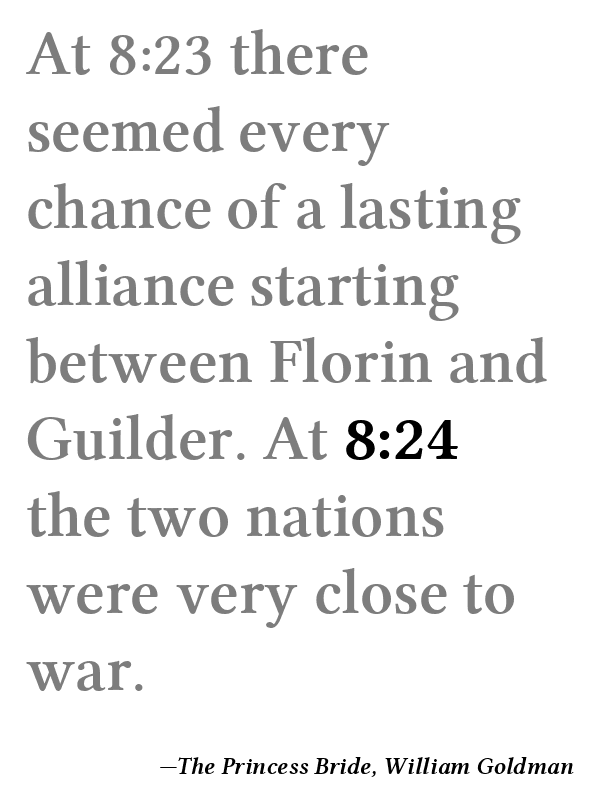 At 8:23 there
seemed every
chance of a lasting
alliance starting
between Florin and
Guilder. At 8:24
the two nations
were very close to
war.
—The Princess Bride, William Goldman